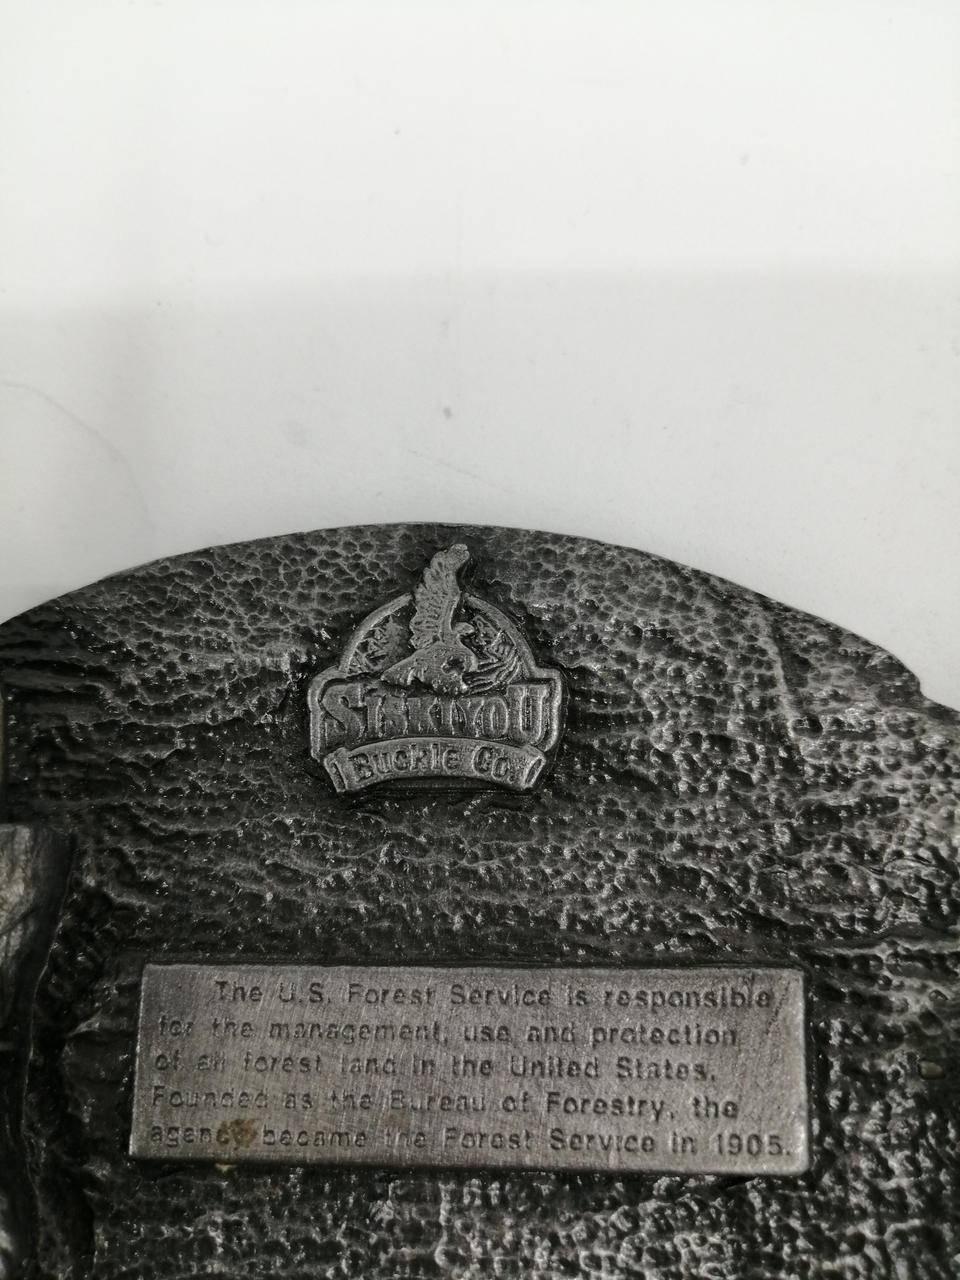 SISKIYOU
BUCKLE CO.
The U.S. Forest Service is responsible
for the management, use and protection
of all forest land in the United States.
Founded as the Bureau of Forestry, the
agency became the Forest Service in 1905.